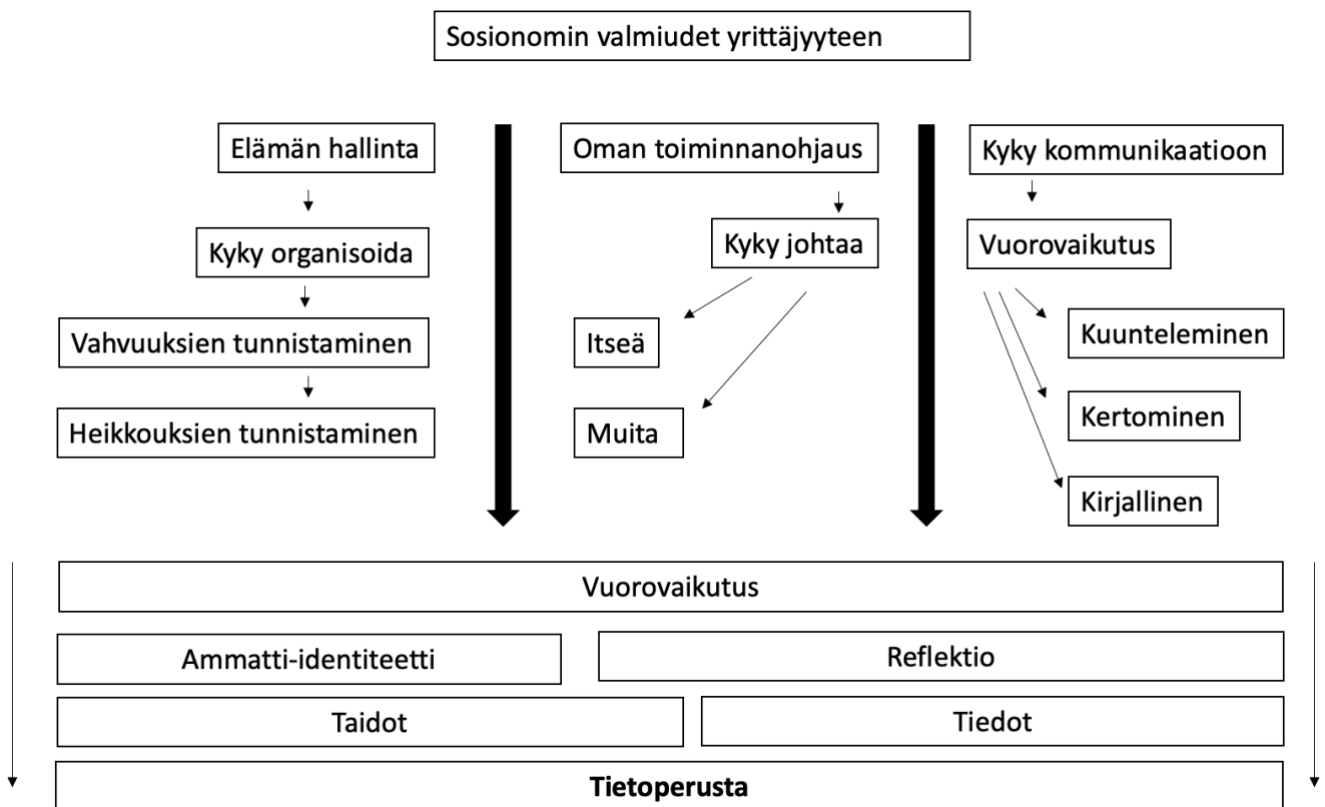 Sosionomin valmiudet yrittäjyyteen
Elämän hallinta
Kyky organisoida
Vahvuuksien tunnistaminen
Heikkouksien tunnistaminen
Oman toiminnanohjaus
Kyky johtaa
Itseä
Muita
Kyky kommunikaatioon
Vuorovaikutus
Kuunteleminen
Kertominen
Kirjallinen
Vuorovaikutus
Ammatti-identiteetti
Reflektio
Taidot
Tiedot
Tietoperusta